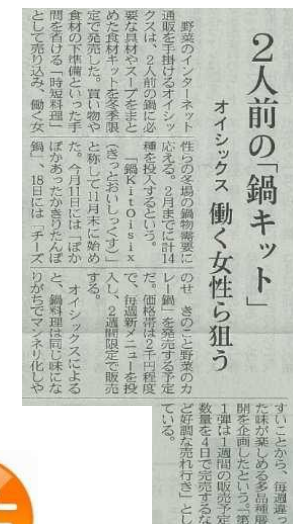 2人前の「鍋キット」
オイシックス 働く女性ら狙う
野菜のインターネット
通販を手掛けるオイシッ
クスは、2人前の鍋に必
要な具材やスープをまと
めた食材キットを冬季限
定で発売した。買い物や
食材の下準備といった手
間を省ける「時短料理」
として売り込み、働く女
性らの冬場の鍋物需要に
応える。2月までに計14
種を投入するという。
「鍋KitOisix
(きっとおいしっくす)」
と称して11月末に始め
た。今月11日には「ぽか
ぽかあったかきりたんぽ
鍋」、18日には「チーズ
のせ きのこと野菜のカ
レー鍋」を発売する予定
だ。価格帯は2千円程度
で、毎週新メニューを投
入し、2週間限定で販売
する。
オイシックスによる
と、鍋料理は同じ味にな
りがちでマンネリ化しや
すいことから、毎週違っ
た味が楽しめる多品種展
開を企画したという。「第
1弾は1週間の販売予定
数量を4日で完売するな
ど好調な売れ行き」とし
ている。